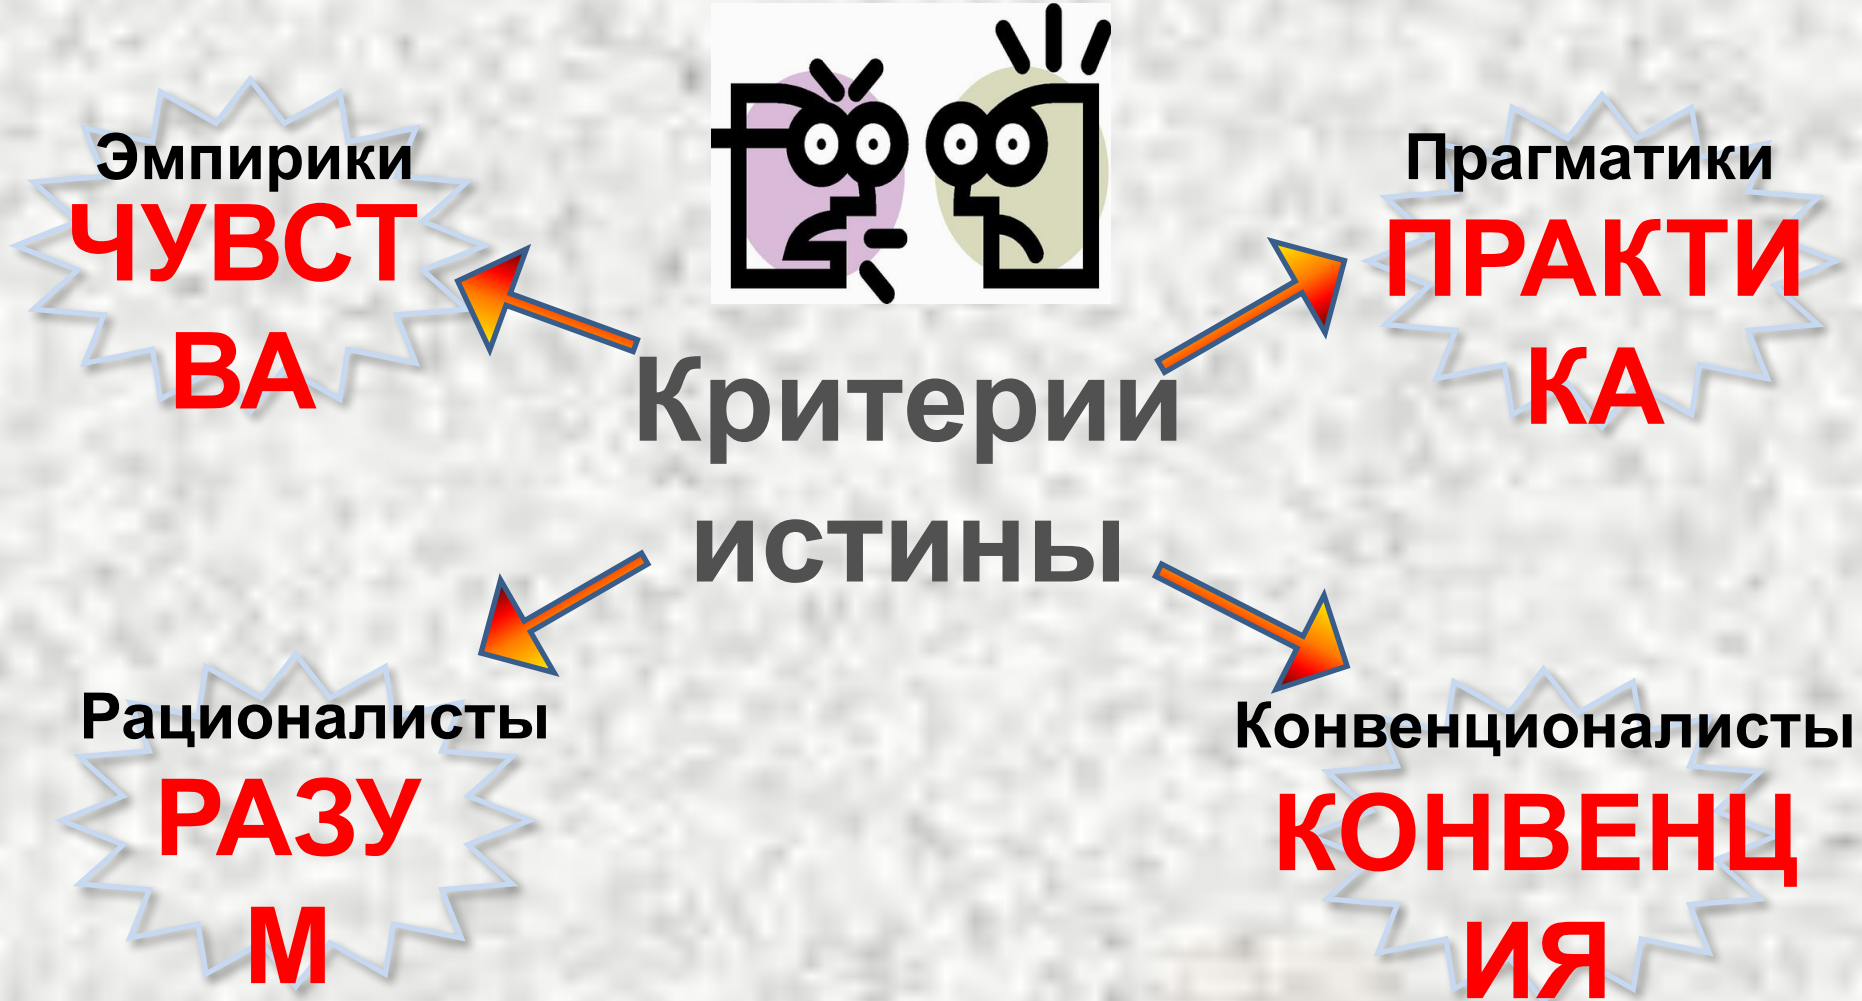 Эмпирики
ЧУВСТ
ВА
Прагматики
ПРАКТИ
КА
Критерии
истины
Рационалисты
РАЗУ
М
Конвенционалисты
КОНВЕНЦ
ИЯ